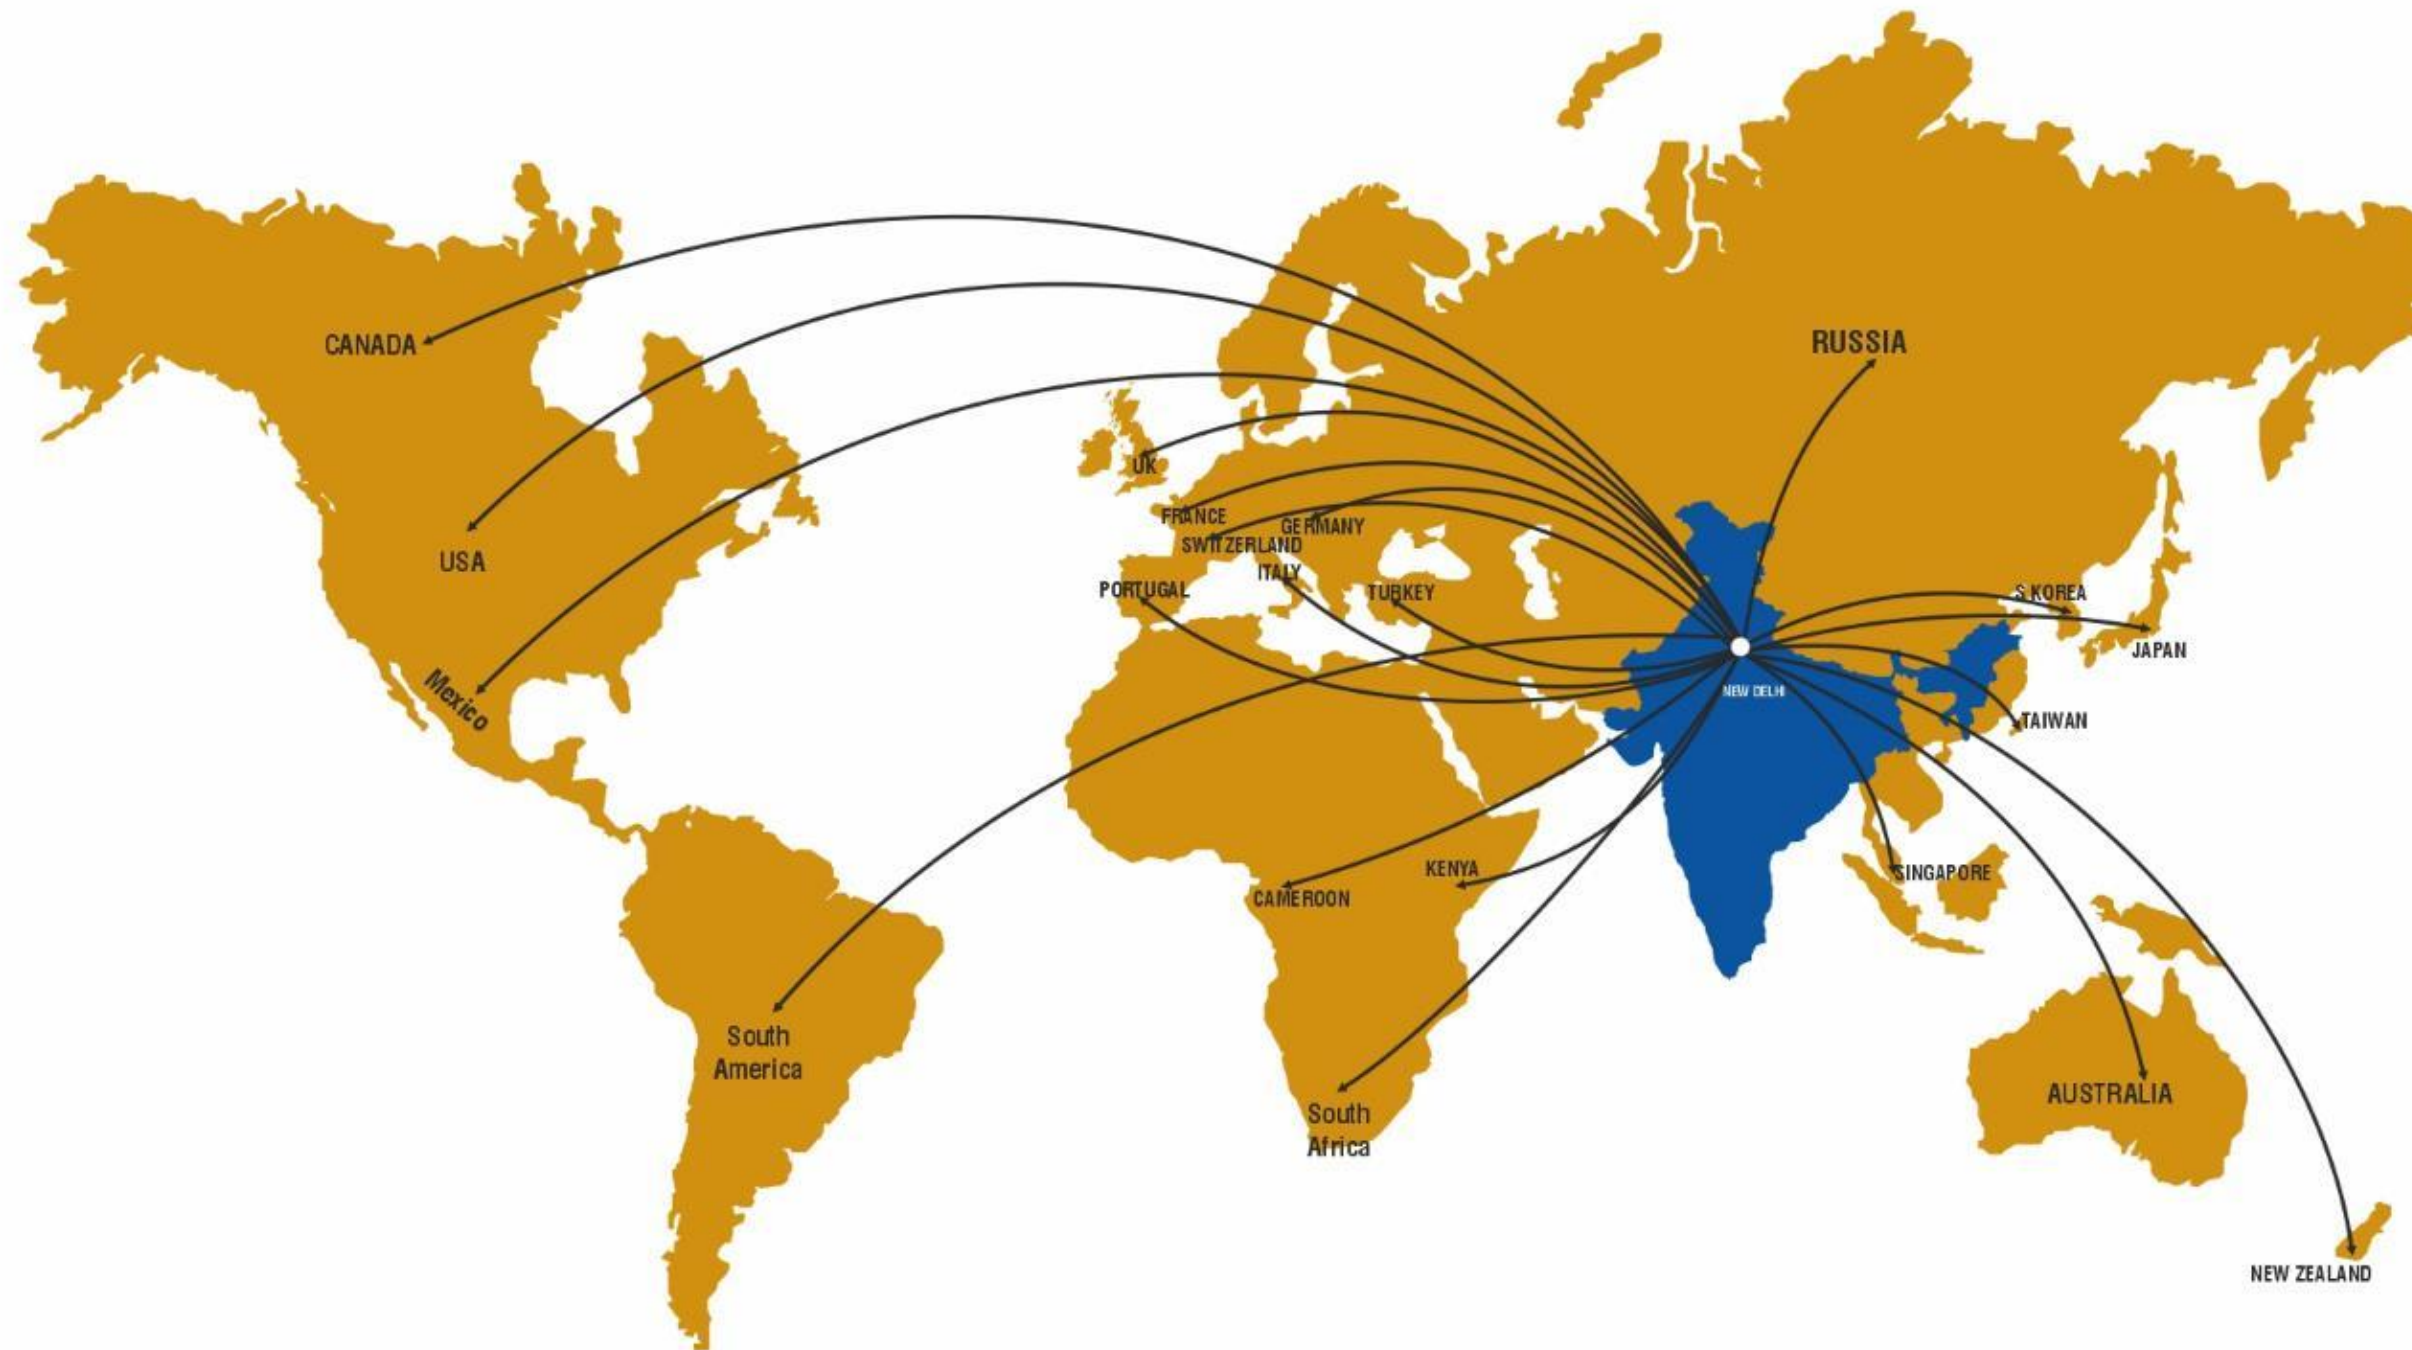 CANADA
RUSSIA
UK
FRANCE
GERMANY
SWITZERLAND
USA
ITALY
PORTUGAL
TURKEY
S KOREA
JAPAN
Mexico
NEW DELHI
TAIWAN
KENYA
SINGAPORE
CAMEROON
South
America
South
Africa
AUSTRALIA
NEW ZEALAND